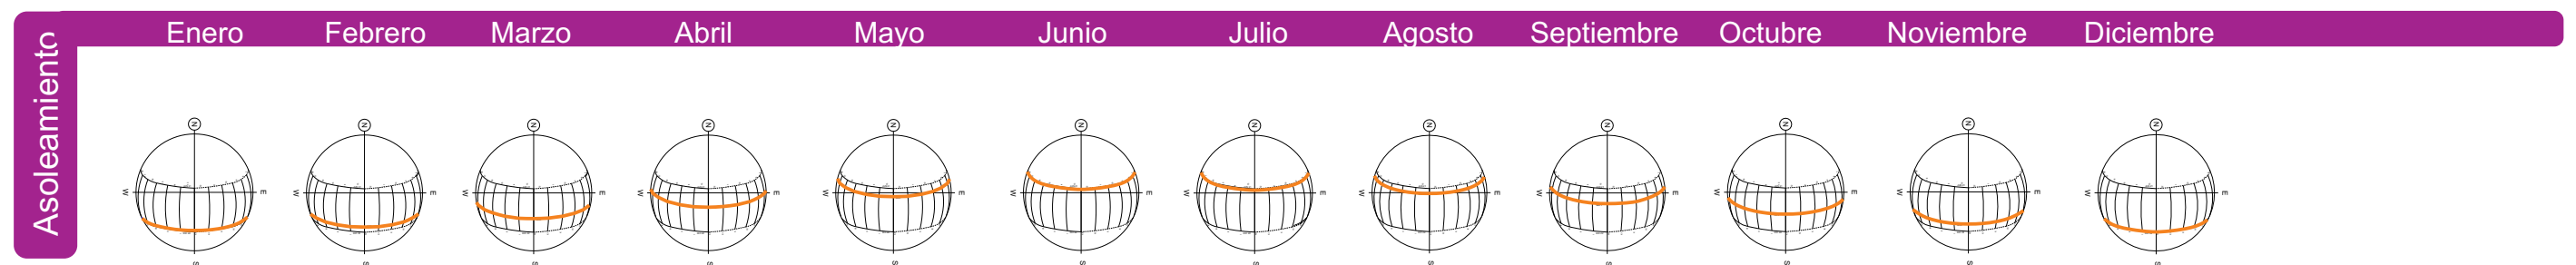 Enero Febrero Marzo Abril Mayo Junio Julio Agosto Septiembre Octubre Noviembre Diciembre
Asoleamiento
N N N N N N N N N N N N
W E W E W E W E W E W E W E W E W E W E W E W E
S S S S S S S S S S S S